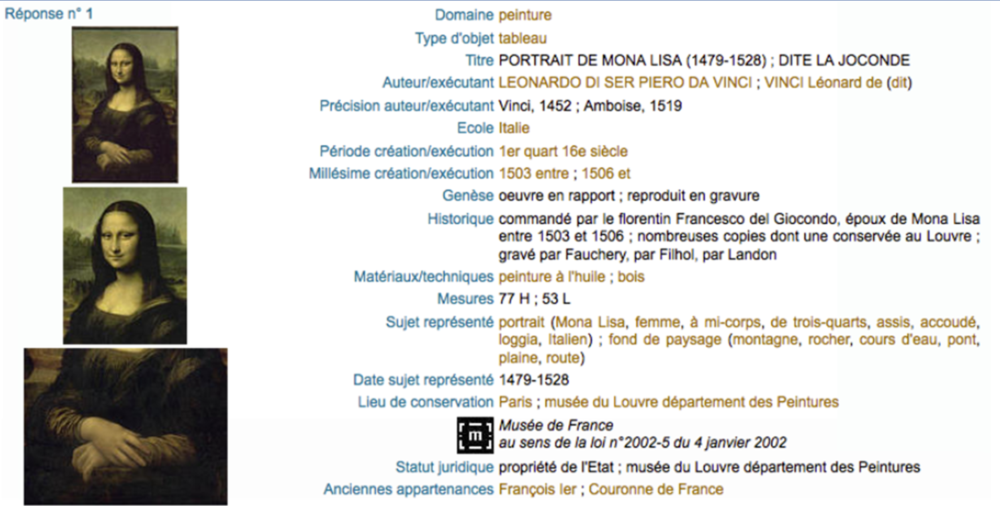 Réponse n° 1
Domaine peinture
Type d'objet tableau
Titre PORTRAIT DE MONA LISA (1479-1528) ; DITE LA JOCONDE
Auteur/exécutant LEONARDO DI SER PIERO DA VINCI ; VINCI Léonard de (dit)
Précision auteur/exécutant Vinci, 1452 ; Amboise, 1519
Ecole Italie
Période création/exécution 1er quart 16e siècle
Millésime création/exécution 1503 entre ; 1506 et
Genèse oeuvre en rapport ; reproduit en gravure
Historique commandé par le florentin Francesco del Giocondo, époux de Mona Lisa
entre 1503 et 1506 ; nombreuses copies dont une conservée au Louvre ;
gravé par Fauchery, par Filhol, par Landon
Matériaux/techniques peinture à l'huile ; bois
Mesures 77 H ; 53 L
Sujet représenté portrait (Mona Lisa, femme, à mi-corps, de trois-quarts, assis, accoudé,
loggia, Italien) ; fond de paysage (montagne, rocher, cours d'eau, pont,
plaine, route)
Date sujet représenté 1479-1528
Lieu de conservation Paris ; musée du Louvre département des Peintures
m Musée de France
au sens de la loi n°2002-5 du 4 janvier 2002
Statut juridique propriété de l'Etat ; musée du Louvre département des Peintures
Anciennes appartenances François Ier ; Couronne de France